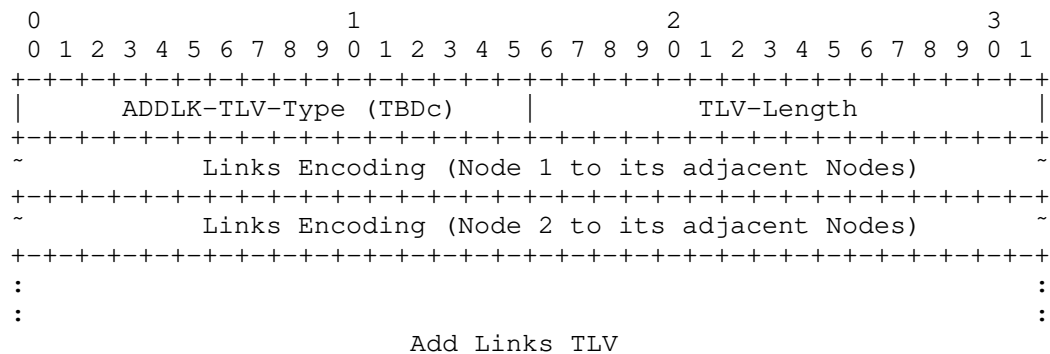 0                   1                   2                   3
 0 1 2 3 4 5 6 7 8 9 0 1 2 3 4 5 6 7 8 9 0 1 2 3 4 5 6 7 8 9 0 1
+-+-+-+-+-+-+-+-+-+-+-+-+-+-+-+-+-+-+-+-+-+-+-+-+-+-+-+-+-+-+-+-+
|      ADDLK-TLV-Type (TBDc)    |          TLV-Length           |
+-+-+-+-+-+-+-+-+-+-+-+-+-+-+-+-+-+-+-+-+-+-+-+-+-+-+-+-+-+-+-+-+
~           Links Encoding (Node 1 to its adjacent Nodes)       ~
+-+-+-+-+-+-+-+-+-+-+-+-+-+-+-+-+-+-+-+-+-+-+-+-+-+-+-+-+-+-+-+-+
~           Links Encoding (Node 2 to its adjacent Nodes)       ~
+-+-+-+-+-+-+-+-+-+-+-+-+-+-+-+-+-+-+-+-+-+-+-+-+-+-+-+-+-+-+-+-+
:                                                               :
:                                                               :
                         Add Links TLV